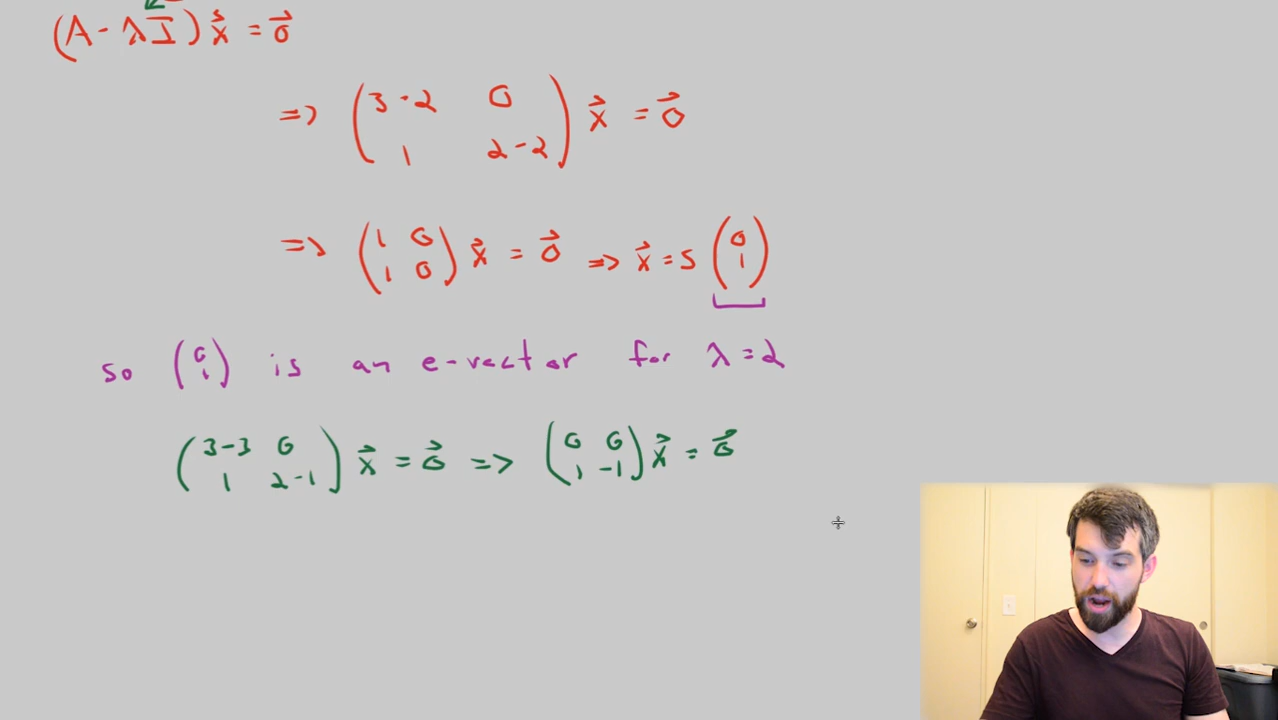 (A - λI) x⃗ = 0⃗
=> (3-2 0 / 1 2-2) x⃗ = 0⃗
=> (1 0 / 1 0) x⃗ = 0⃗ => x⃗ = s (0 / 1)
so (0 / 1) is an e-vector for λ = 2
(3-3 0 / 1 2-1) x⃗ = 0⃗ => (0 0 / 1 -1) x⃗ = 0⃗